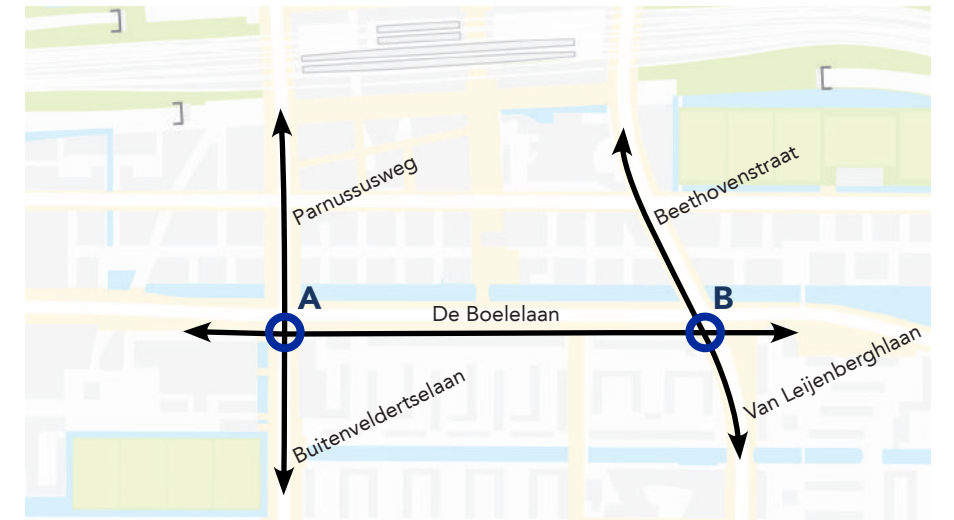 Parnussusweg
Beethovenstraat
A
B
De Boelelaan
Van Leijenberghlaan
Buitenveldertselaan